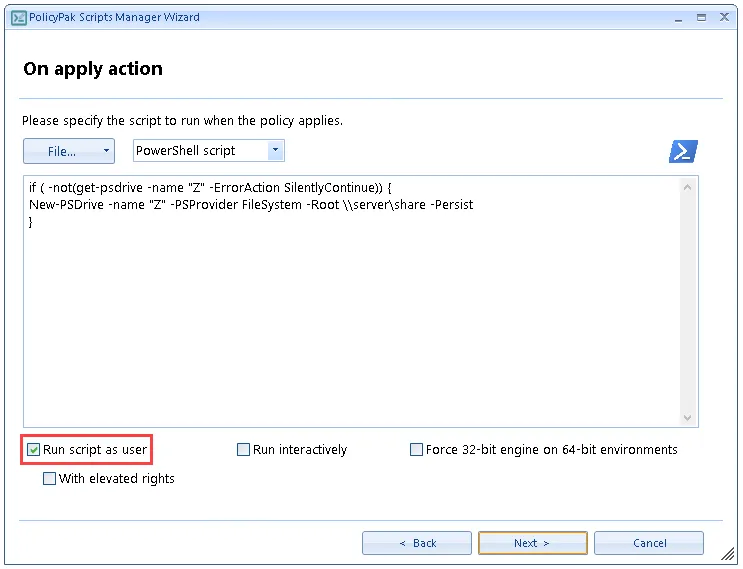 PolicyPak Scripts Manager Wizard
On apply action
Please specify the script to run when the policy applies.
File... PowerShell script
if ( -not(get-psdrive -name "Z" -ErrorAction SilentlyContinue)) {
New-PSDrive -name "Z" -PSProvider FileSystem -Root \\server\share -Persist
}
Run script as user Run interactively Force 32-bit engine on 64-bit environments
With elevated rights
< Back Next > Cancel